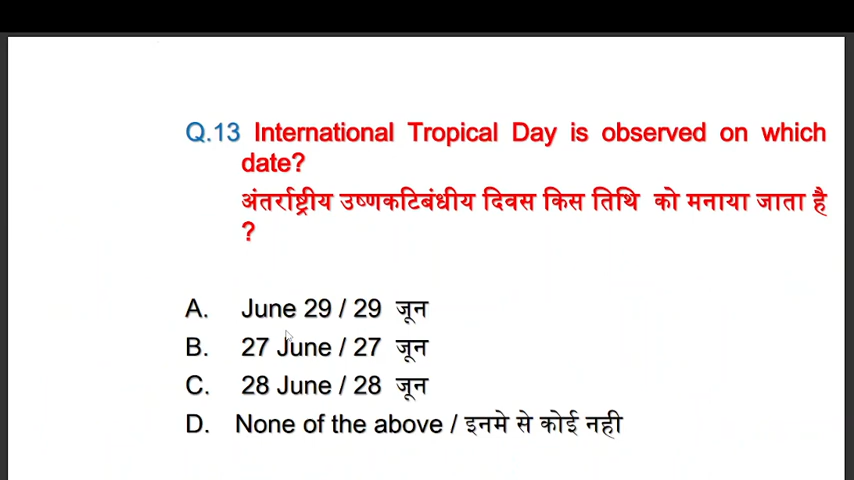 Q.13 International Tropical Day is observed on which
date?
अंतर्राष्ट्रीय उष्णकटिबंधीय दिवस किस तिथि को मनाया जाता है
?
A. June 29 / 29 जून
B. 27 June / 27 जून
C. 28 June / 28 जून
D. None of the above / इनमे से कोई नही